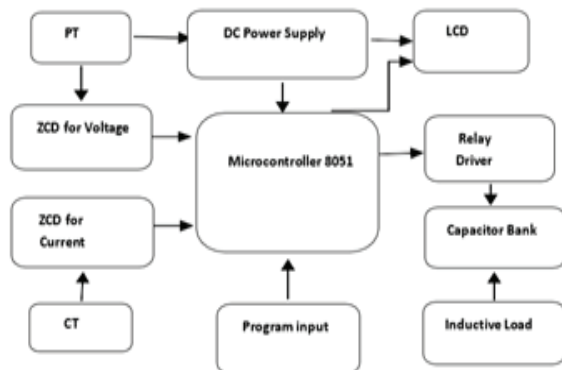 PT
DC Power Supply
LCD
ZCD for Voltage
Microcontroller 8051
Relay
Driver
ZCD for
Current
Capacitor Bank
CT
Program input
Inductive Load